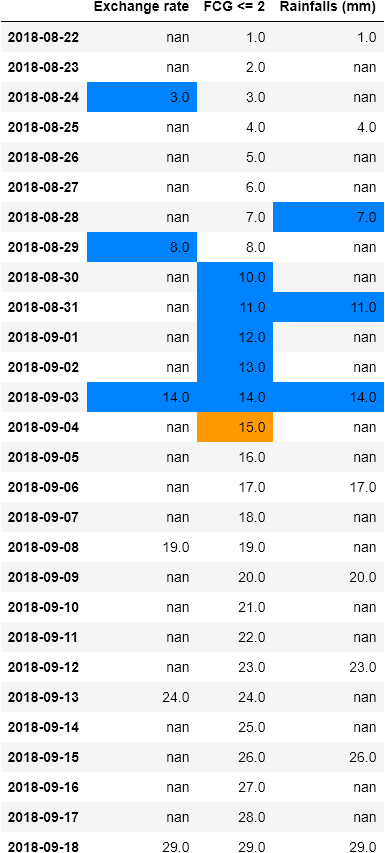 Exchange rate FCG <= 2 Rainfalls (mm)
2018-08-22 nan 1.0 1.0
2018-08-23 nan 2.0 nan
2018-08-24 3.0 3.0 nan
2018-08-25 nan 4.0 4.0
2018-08-26 nan 5.0 nan
2018-08-27 nan 6.0 nan
2018-08-28 nan 7.0 7.0
2018-08-29 8.0 8.0 nan
2018-08-30 nan 10.0 nan
2018-08-31 nan 11.0 11.0
2018-09-01 nan 12.0 nan
2018-09-02 nan 13.0 nan
2018-09-03 14.0 14.0 14.0
2018-09-04 nan 15.0 nan
2018-09-05 nan 16.0 nan
2018-09-06 nan 17.0 17.0
2018-09-07 nan 18.0 nan
2018-09-08 19.0 19.0 nan
2018-09-09 nan 20.0 20.0
2018-09-10 nan 21.0 nan
2018-09-11 nan 22.0 nan
2018-09-12 nan 23.0 23.0
2018-09-13 24.0 24.0 nan
2018-09-14 nan 25.0 nan
2018-09-15 nan 26.0 26.0
2018-09-16 nan 27.0 nan
2018-09-17 nan 28.0 nan
2018-09-18 29.0 29.0 29.0